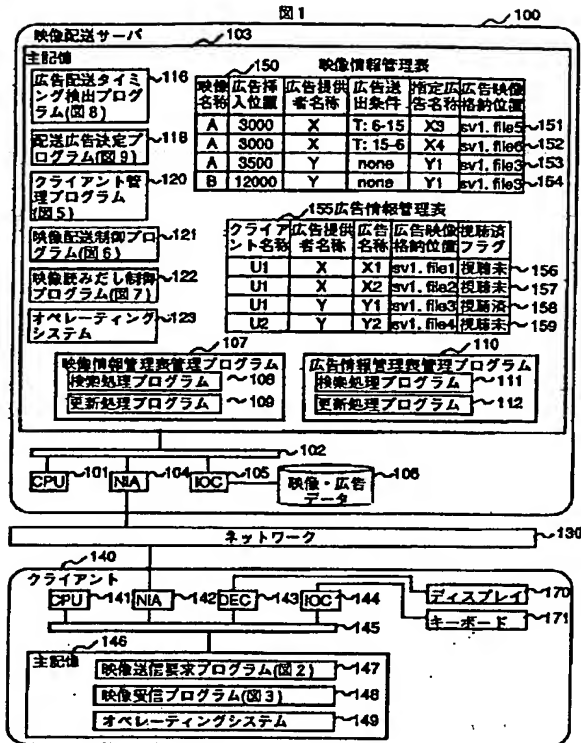 図1
100
映像配送サーバ
103
主記憶
広告配送タイミング検出プログラム(図8)
116
配送広告決定プログラム(図9)
118
クライアント管理プログラム(図5)
120
映像配送制御プログラム(図6)
121
映像読みだし制御プログラム(図7)
122
オペレーティングシステム
123
150
映像情報管理表
映像名称 広告挿入位置 広告提供者名称 広告送出条件 指定広告名称 広告映像格納位置
A 3000 X T: 6-15 X3 sv1. file5 151
A 3000 X T: 15-6 X4 sv1. file6 152
A 3500 Y none Y1 sv1. file3 153
B 12000 Y none Y1 sv1. file3 154
155 広告情報管理表
クライアント名称 広告提供者名称 広告名称 広告映像格納位置 視聴済フラグ
U1 X X1 sv1. file1 視聴未 156
U1 X X2 sv1. file2 視聴未 157
U1 Y Y1 sv1. file3 視聴済 158
U2 Y Y2 sv1. file4 視聴未 159
107
映像情報管理表管理プログラム
検索処理プログラム 108
更新処理プログラム 109
110
広告情報管理表管理プログラム
検索処理プログラム 111
更新処理プログラム 112
102
CPU 101 NIA 104 IOC 105
映像・広告データ
106
ネットワーク 130
140
クライアント
CPU 141 NIA 142 DEC 143 IOC 144
ディスプレイ 170
キーボード 171
145
146
主記憶
映像送信要求プログラム(図2) 147
映像受信プログラム(図3) 148
オペレーティングシステム 149